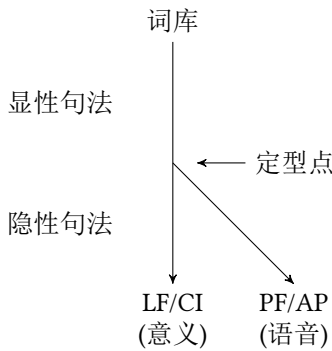 词库
显性句法
定型点
隐性句法
LF/CI PF/AP
(意义) (语音)